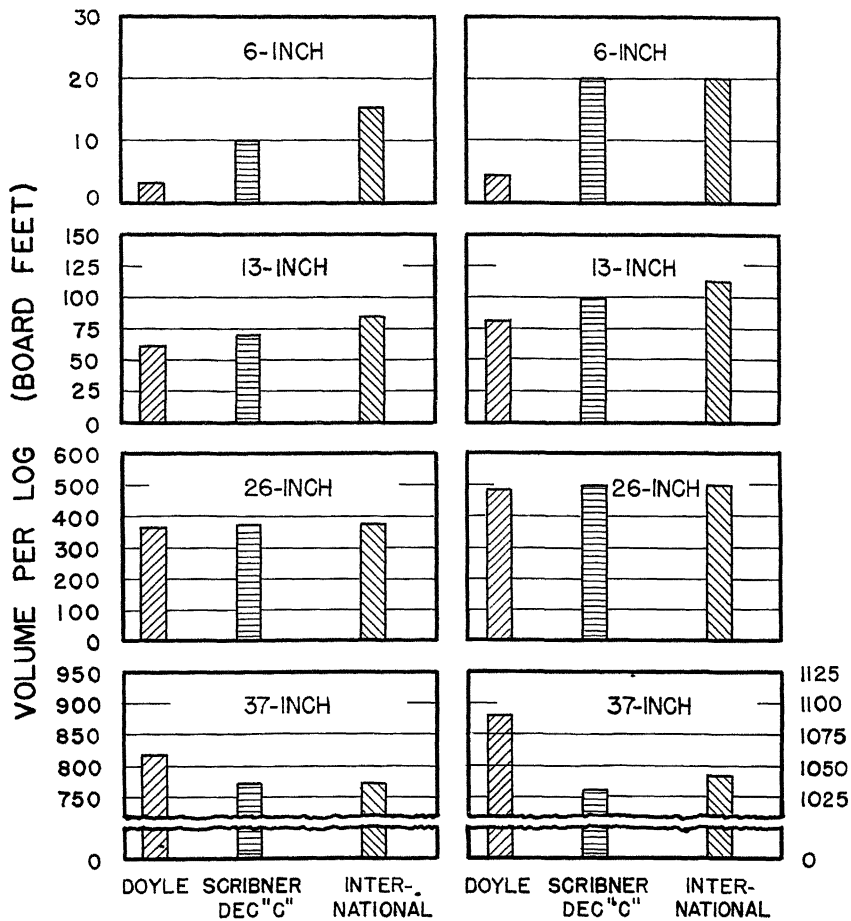 VOLUME PER LOG (BOARD FEET)
30
20
10
0
6-INCH
6-INCH
150
125
100
75
50
25
0
13-INCH
13-INCH
600
500
400
300
200
100
0
26-INCH
26-INCH
950
900
850
800
750
0
37-INCH
37-INCH
1125
1100
1075
1050
1025
0
DOYLE SCRIBNER INTER- DOYLE SCRIBNER INTER-
DEC"C" NATIONAL DEC"C" NATIONAL